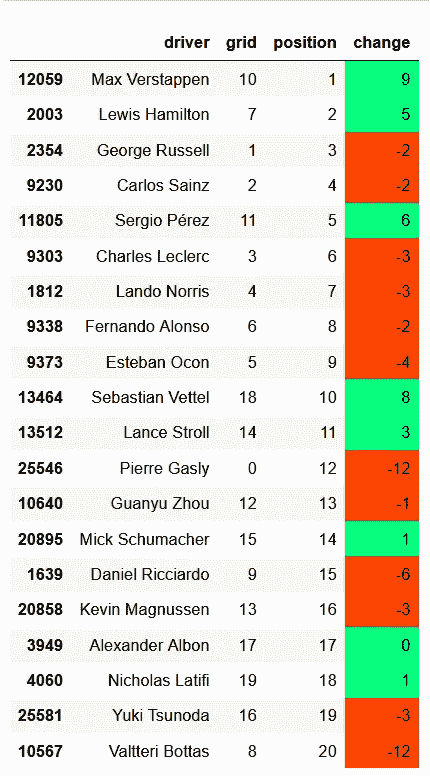 driver grid position change
12059 Max Verstappen 10 1 9
2003 Lewis Hamilton 7 2 5
2354 George Russell 1 3 -2
9230 Carlos Sainz 2 4 -2
11805 Sergio Pérez 11 5 6
9303 Charles Leclerc 3 6 -3
1812 Lando Norris 4 7 -3
9338 Fernando Alonso 6 8 -2
9373 Esteban Ocon 5 9 -4
13464 Sebastian Vettel 18 10 8
13512 Lance Stroll 14 11 3
25546 Pierre Gasly 0 12 -12
10640 Guanyu Zhou 12 13 -1
20895 Mick Schumacher 15 14 1
1639 Daniel Ricciardo 9 15 -6
20858 Kevin Magnussen 13 16 -3
3949 Alexander Albon 17 17 0
4060 Nicholas Latifi 19 18 1
25581 Yuki Tsunoda 16 19 -3
10567 Valtteri Bottas 8 20 -12